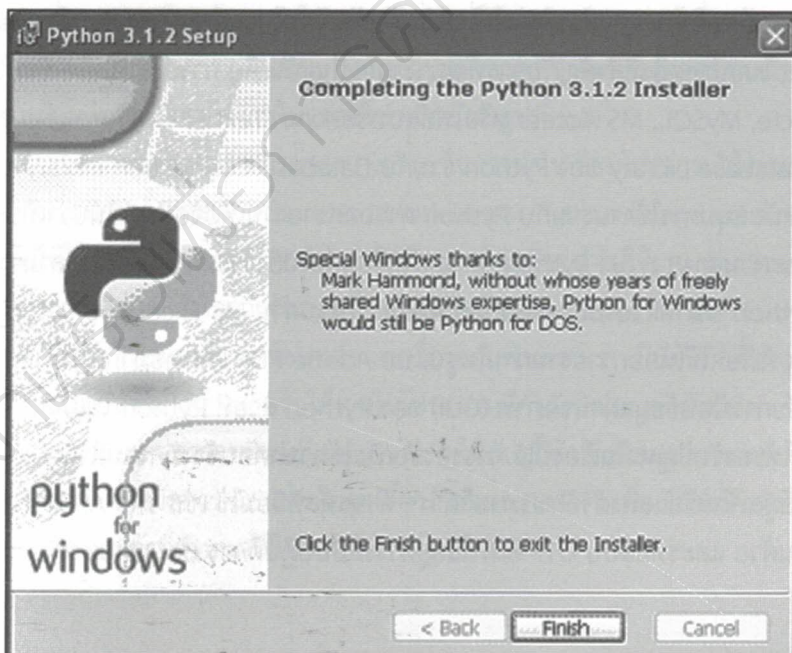 Python 3.1.2 Setup
Completing the Python 3.1.2 Installer
Special Windows thanks to:
Mark Hammond, without whose years of freely
shared Windows expertise, Python for Windows
would still be Python for DOS.
python
for
windows
Click the Finish button to exit the Installer.
< Back
Finish
Cancel